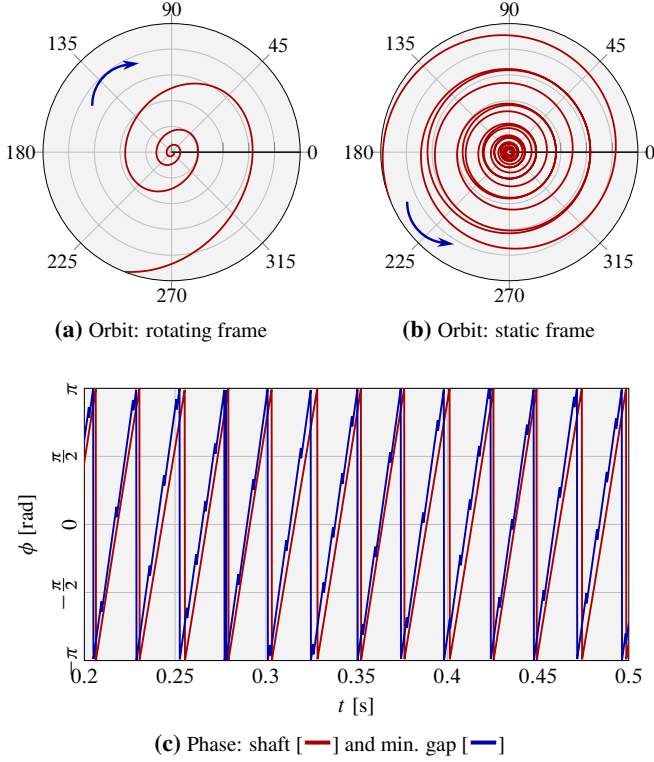 90
135
45
180
0
225
315
270
(a) Orbit: rotating frame
90
135
45
180
0
225
315
270
(b) Orbit: static frame
π
π/2
0
−π/2
−π
ϕ [rad]
0.2 0.25 0.3 0.35 0.4 0.45 0.5
t [s]
(c) Phase: shaft [ ] and min. gap [ ]